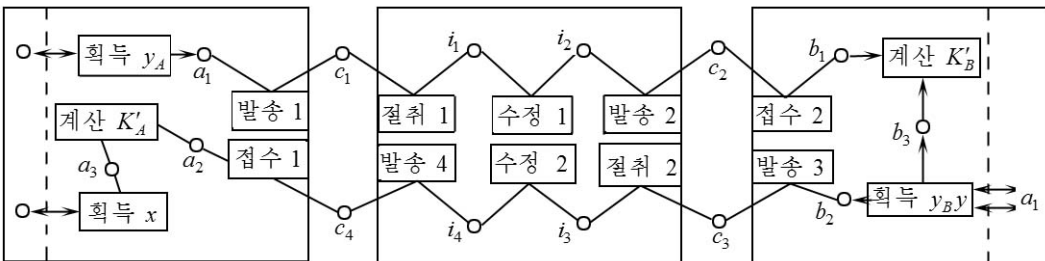 획득 y_A
a_1
c_1
i_1
i_2
c_2
b_1
계산 K'_B
발송 1
절취 1
수정 1
발송 2
접수 2
계산 K'_A
a_2
접수 1
발송 4
수정 2
절취 2
발송 3
b_3
a_3
획득 x
c_4
i_4
i_3
c_3
b_2
획득 y_B y
a_1